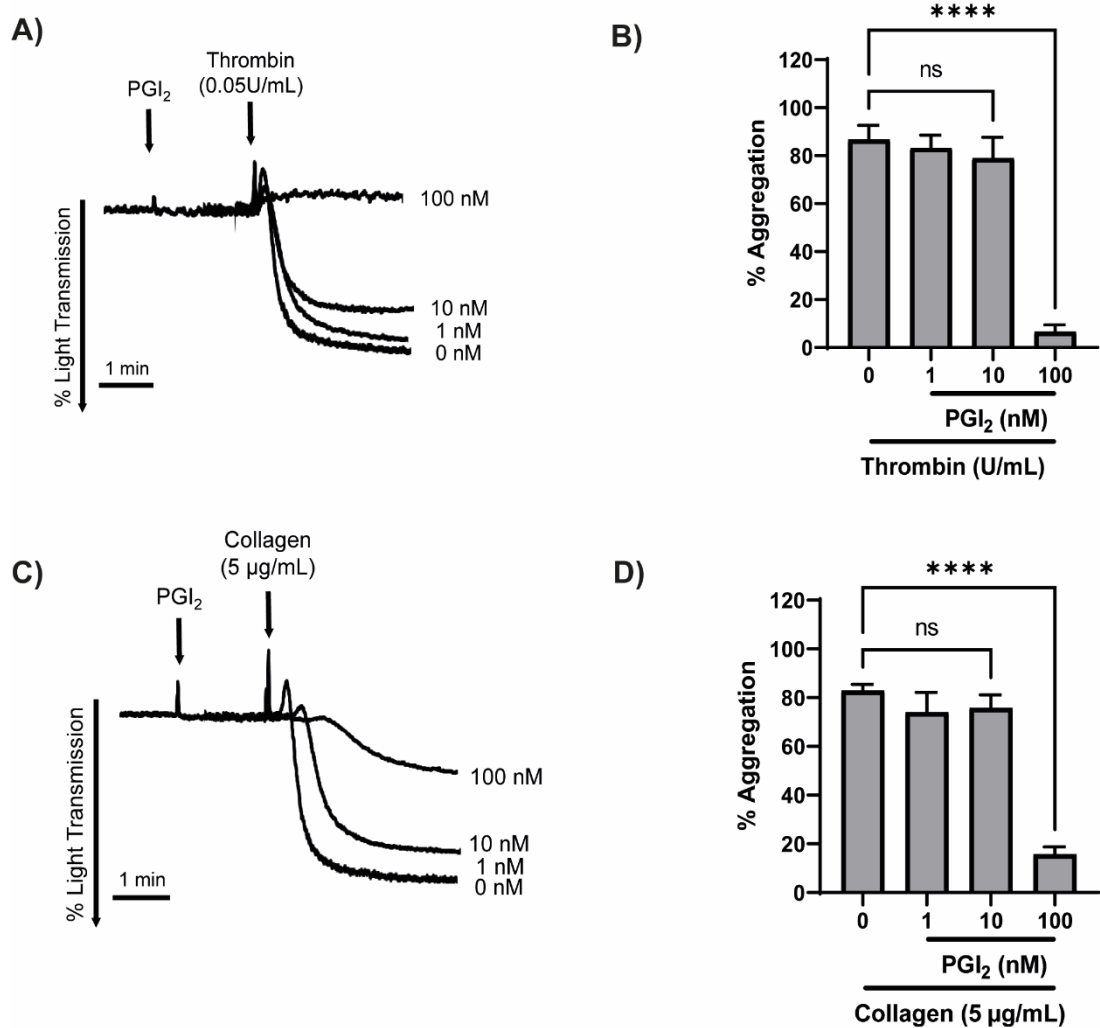 A)
PGI₂
Thrombin
(0.05U/mL)
% Light Transmission
100 nM
10 nM
1 nM
0 nM
1 min
B)
****
ns
% Aggregation
120
100
80
60
40
20
0
0 1 10 100
PGI₂ (nM)
Thrombin (U/mL)
C)
PGI₂
Collagen
(5 µg/mL)
% Light Transmission
100 nM
10 nM
1 nM
0 nM
1 min
D)
****
ns
% Aggregation
120
100
80
60
40
20
0
0 1 10 100
PGI₂ (nM)
Collagen (5 µg/mL)